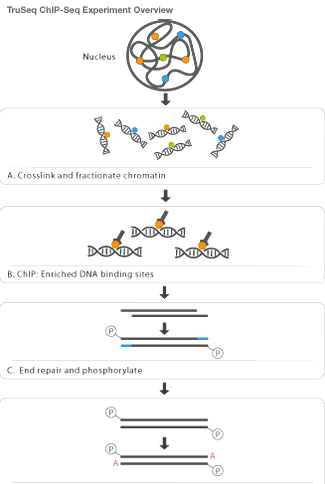 TruSeq ChIP-Seq Experiment Overview
Nucleus
A. Crosslink and fractionate chromatin
B. ChIP: Enriched DNA binding sites
P
P
C. End repair and phosphorylate
P
P
P
A
A
P